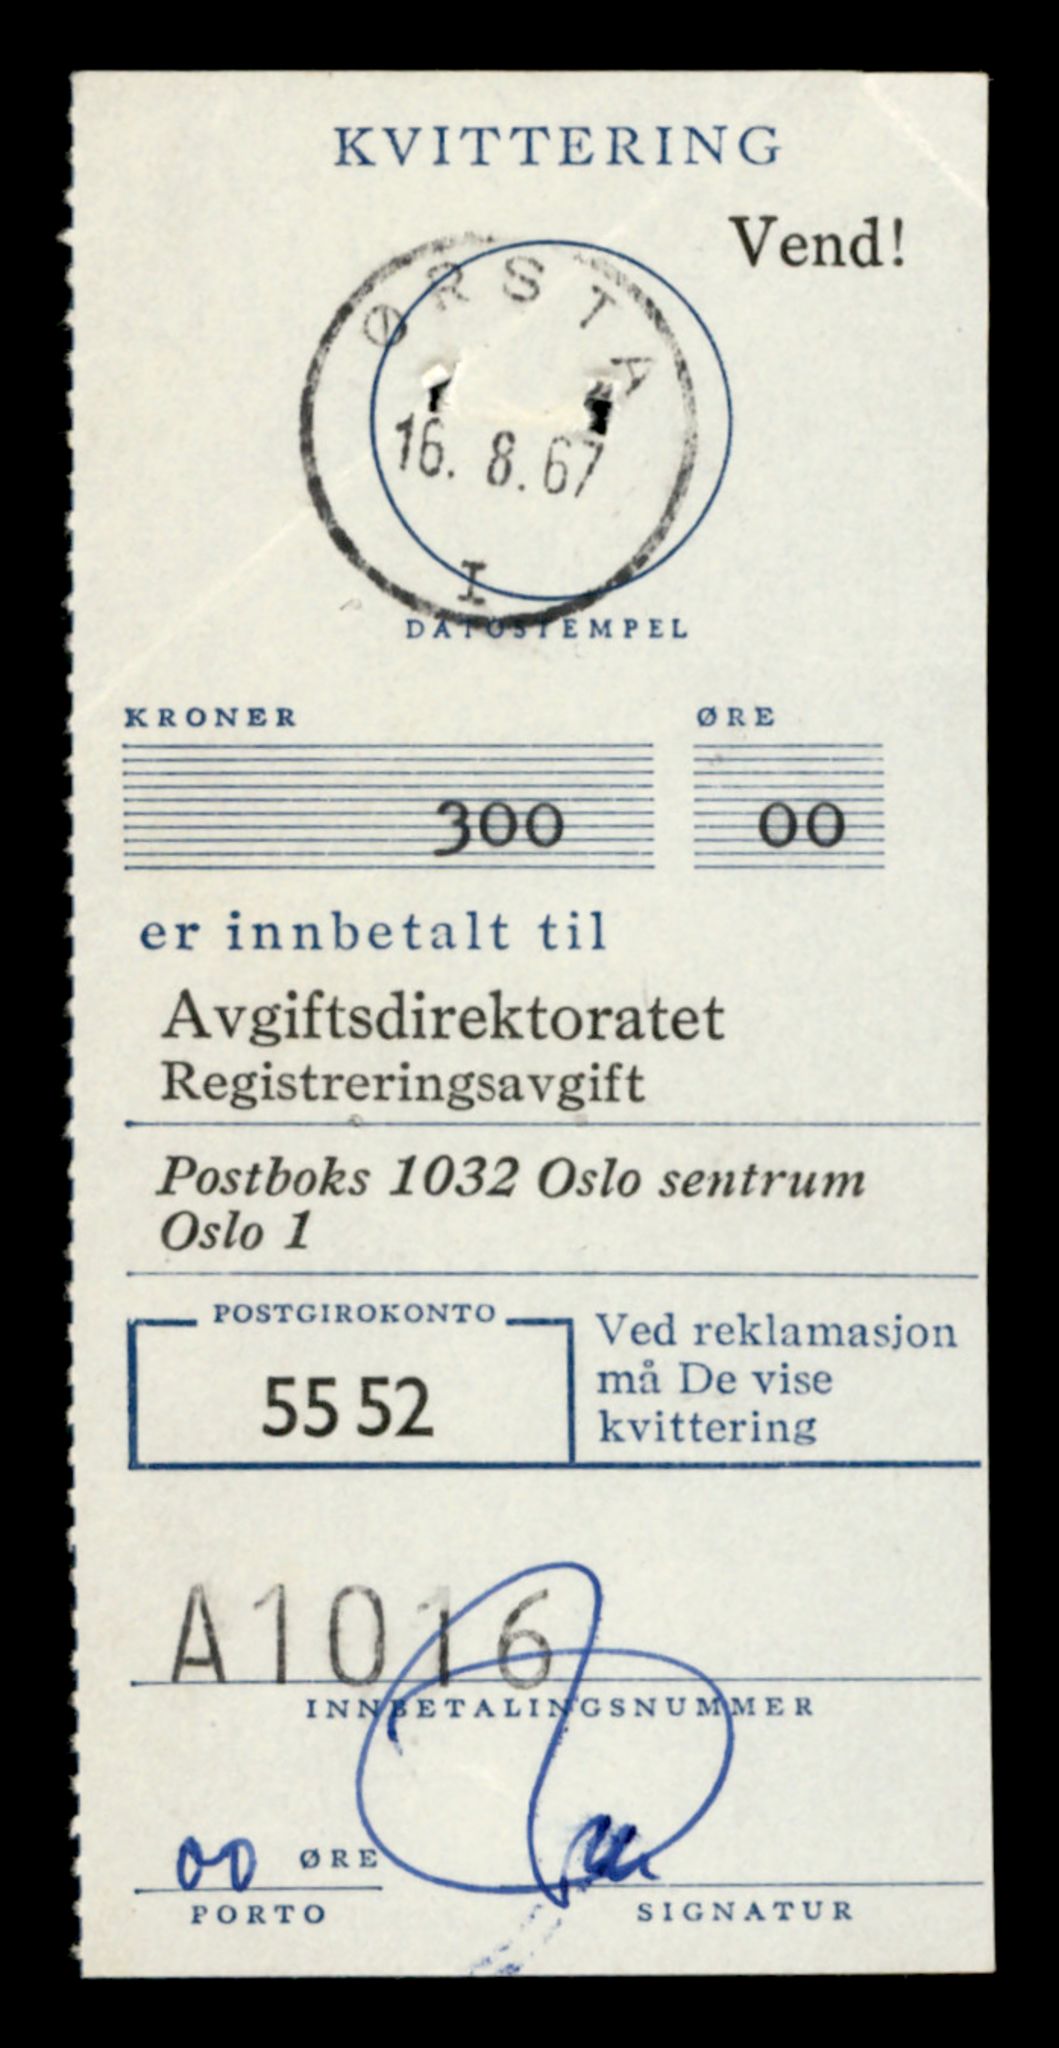 KVITTERING
Vend!
ØRSTA
16. 8. 67
I
DATOSTEMPEL
KRONER ØRE
300 00
er innbetalt til
Avgiftsdirektoratet
Registreringsavgift
Postboks 1032 Oslo sentrum
Oslo 1
POSTGIROKONTO
55 52
Ved reklamasjon
må De vise
kvittering
A1016
INNBETALINGSNUMMER
00 ØRE
PORTO
SIGNATUR